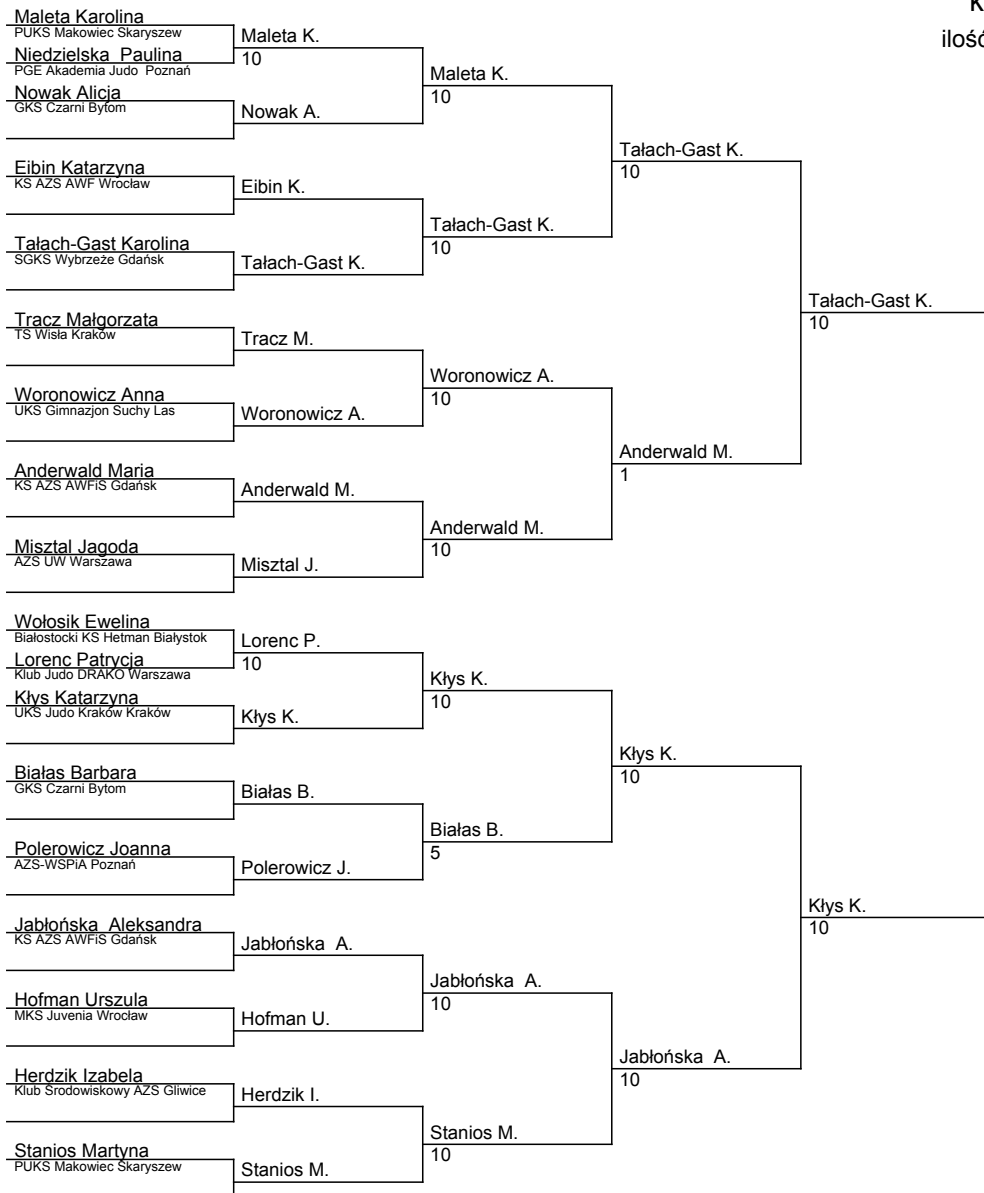 Maleta Karolina
PUKS Makowiec Skaryszew
Niedzielska Paulina
PGE Akademia Judo Poznań
Nowak Alicja
GKS Czarni Bytom
Eibin Katarzyna
KS AZS AWF Wrocław
Tałach-Gast Karolina
SGKS Wybrzeże Gdańsk
Tracz Małgorzata
TS Wisła Kraków
Woronowicz Anna
UKS Gimnazjon Suchy Las
Anderwald Maria
KS AZS AWFiS Gdańsk
Misztal Jagoda
AZS UW Warszawa
Wołosik Ewelina
Białostocki KS Hetman Białystok
Lorenc Patrycja
Klub Judo DRAKO Warszawa
Kłys Katarzyna
UKS Judo Kraków Kraków
Białas Barbara
GKS Czarni Bytom
Polerowicz Joanna
AZS-WSPiA Poznań
Jabłońska Aleksandra
KS AZS AWFiS Gdańsk
Hofman Urszula
MKS Juvenia Wrocław
Herdzik Izabela
Klub Środowiskowy AZS Gliwice
Stanios Martyna
PUKS Makowiec Skaryszew
Maleta K.
10
Nowak A.
Eibin K.
Tałach-Gast K.
Tracz M.
Woronowicz A.
Anderwald M.
Misztal J.
Lorenc P.
10
Kłys K.
Białas B.
Polerowicz J.
Jabłońska A.
Hofman U.
Herdzik I.
Stanios M.
Maleta K.
10
Tałach-Gast K.
10
Woronowicz A.
10
Anderwald M.
10
Kłys K.
10
Białas B.
5
Jabłońska A.
10
Stanios M.
10
Tałach-Gast K.
10
Anderwald M.
1
Kłys K.
10
Jabłońska A.
10
Tałach-Gast K.
10
Kłys K.
10
ilość